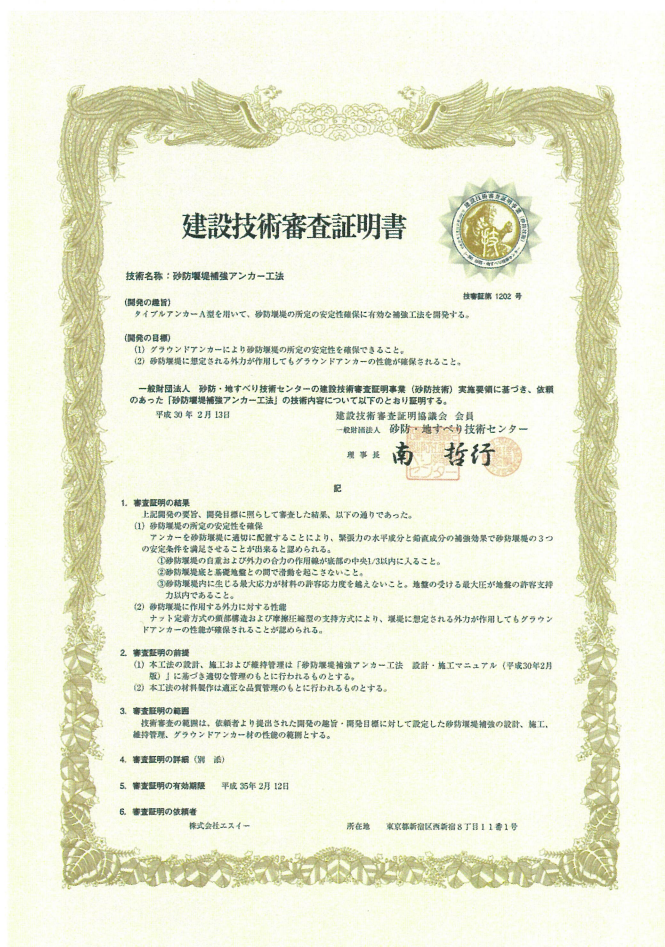 建設技術審査証明書
技術名称：砂防堰堤補強アンカー工法
技審証第 1202 号
(開発の趣旨)
タイブルアンカーA型を用いて、砂防堰堤の所定の安定性確保に有効な補強工法を開発する。
(開発の目標)
(1) グラウンドアンカーにより砂防堰堤の所定の安定性を確保できること。
(2) 砂防堰堤に想定される外力が作用してもグラウンドアンカーの性能が確保されること。
一般財団法人 砂防・地すべり技術センターの建設技術審査証明事業（砂防技術）実施要領に基づき、依頼
のあった「砂防堰堤補強アンカー工法」の技術内容について以下のとおり証明する。
平成 30 年 2 月 13日
建設技術審査証明協議会 会員
一般財団法人 砂防・地すべり技術センター
理 事 長 南 哲行
記
1. 審査証明の結果
上記開発の要旨、開発目標に照らして審査した結果、以下の通りであった。
(1) 砂防堰堤の所定の安定性を確保
アンカーを砂防堰堤に適切に配置することにより、緊張力の水平成分と鉛直成分の補強効果で砂防堰堤の３つ
の安定条件を満足させることが出来ると認められる。
①砂防堰堤の自重および外力の合力の作用線が底部の中央1/3以内に入ること。
②砂防堰堤底と基礎地盤との間で滑動を起こさないこと。
③砂防堰堤内に生じる最大応力が材料の許容応力度を越えないこと。地盤の受ける最大圧が地盤の許容支持
力以内であること。
(2) 砂防堰堤に作用する外力に対する性能
ナット定着方式の頭部構造および摩擦圧縮型の支持方式により、堰堤に想定される外力が作用してもグラウン
ドアンカーの性能が確保されることが認められる。
2. 審査証明の前提
(1) 本工法の設計、施工および維持管理は『砂防堰堤補強アンカー工法 設計・施工マニュアル（平成30年2月
版）』に基づき適切な管理のもとに行われるものとする。
(2) 本工法の材料製作は適正な品質管理のもとに行われるものとする。
3. 審査証明の範囲
技術審査の範囲は、依頼者より提出された開発の趣旨・開発目標に対して設定した砂防堰堤補強の設計、施工、
維持管理、グラウンドアンカー材の性能の範囲とする。
4. 審査証明の詳細（別 添）
5. 審査証明の有効期限 平成 35年 2月 12日
6. 審査証明の依頼者
株式会社エスイー 所在地 東京都新宿区西新宿８丁目１１番１号